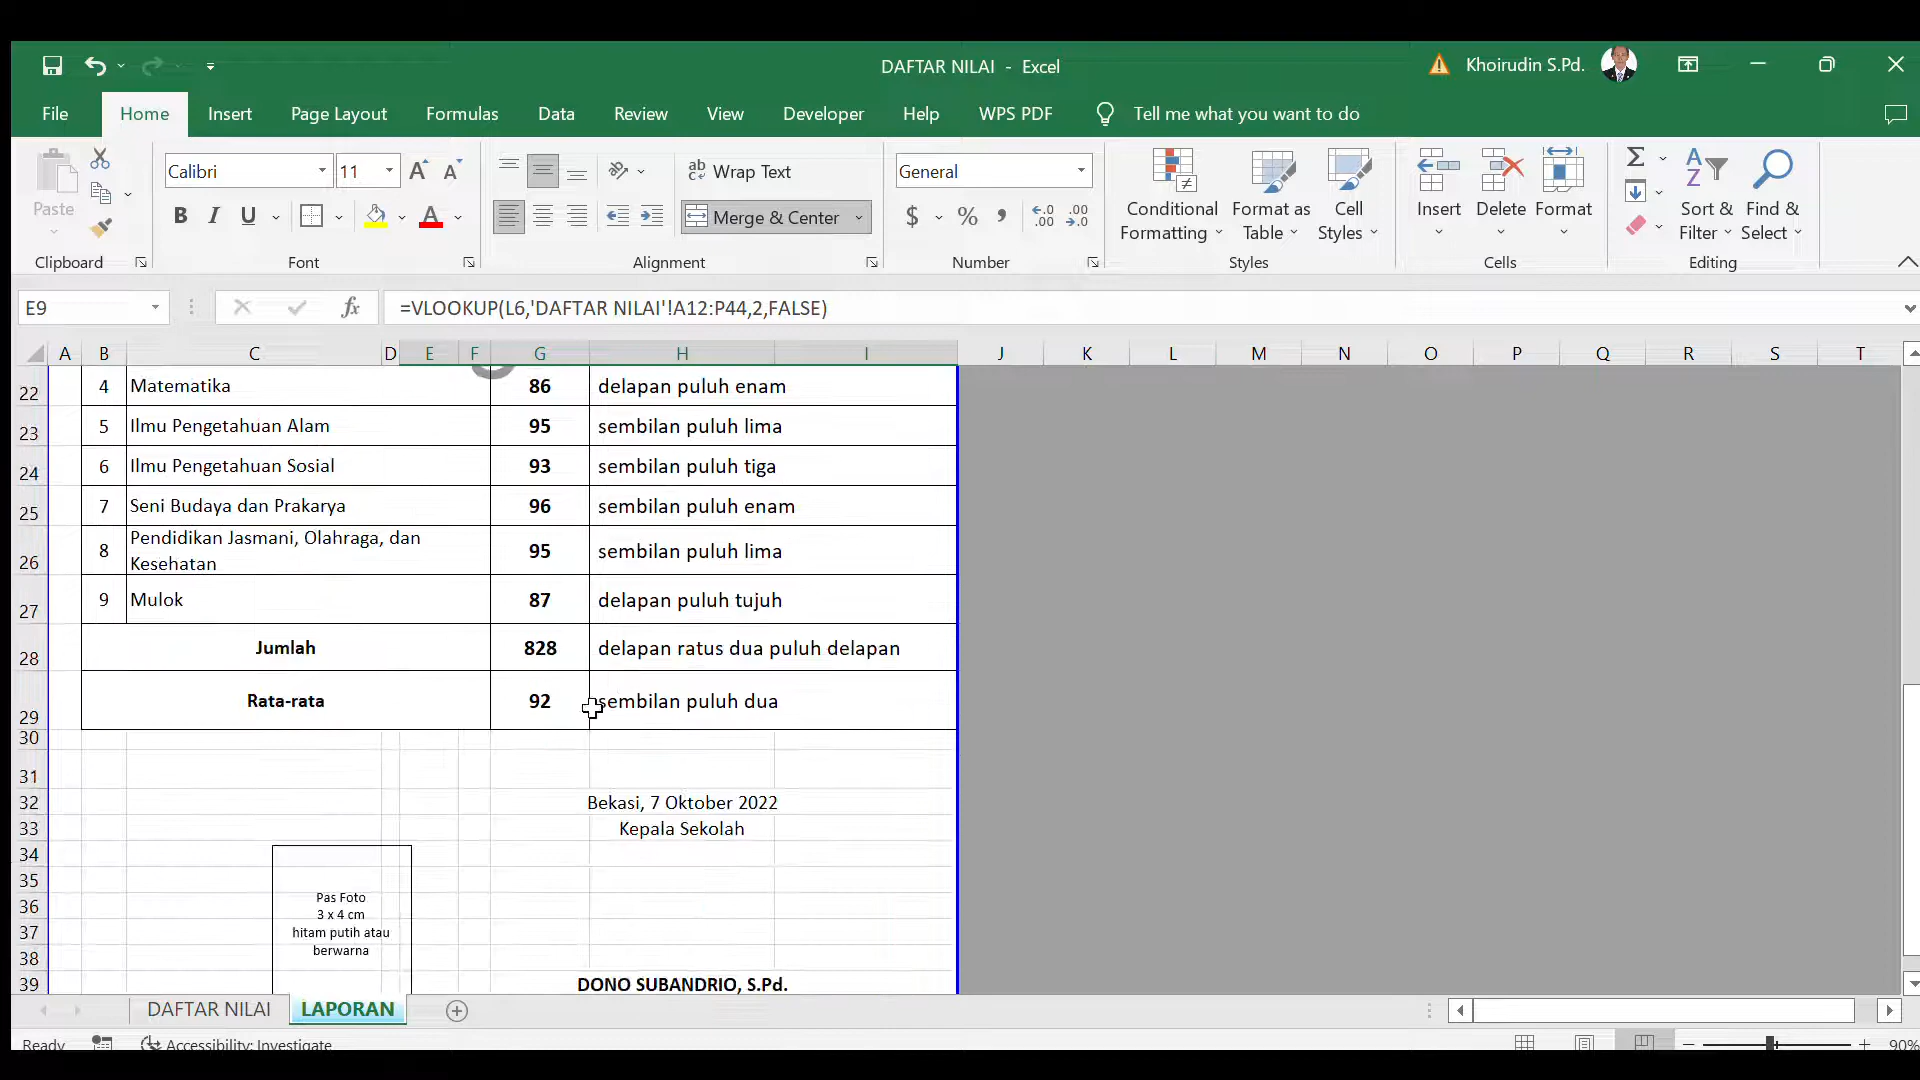 DAFTAR NILAI - Excel
Khoirudin S.Pd.
File Home Insert Page Layout Formulas Data Review View Developer Help WPS PDF Tell me what you want to do
Paste
Calibri 11
B I U
Wrap Text
Merge & Center
General
$ % ,
Conditional Formatting
Format as Table
Cell Styles
Insert
Delete
Format
Sort & Filter
Find & Select
Clipboard Font Alignment Number Styles Cells Editing
E9 fx =VLOOKUP(L6,'DAFTAR NILAI'!A12:P44,2,FALSE)
A B C D E F G H I J K L M N O P Q R S T
22 4 Matematika 86 delapan puluh enam
23 5 Ilmu Pengetahuan Alam 95 sembilan puluh lima
24 6 Ilmu Pengetahuan Sosial 93 sembilan puluh tiga
25 7 Seni Budaya dan Prakarya 96 sembilan puluh enam
26 8 Pendidikan Jasmani, Olahraga, dan
Kesehatan 95 sembilan puluh lima
27 9 Mulok 87 delapan puluh tujuh
28 Jumlah 828 delapan ratus dua puluh delapan
29 Rata-rata 92 sembilan puluh dua
30
31
32 Bekasi, 7 Oktober 2022
33 Kepala Sekolah
34
35
36
37
38
39
Pas Foto
3 x 4 cm
hitam putih atau
berwarna
DONO SUBANDRIO, S.Pd.
DAFTAR NILAI LAPORAN
Ready Accessibility: Investigate 90%